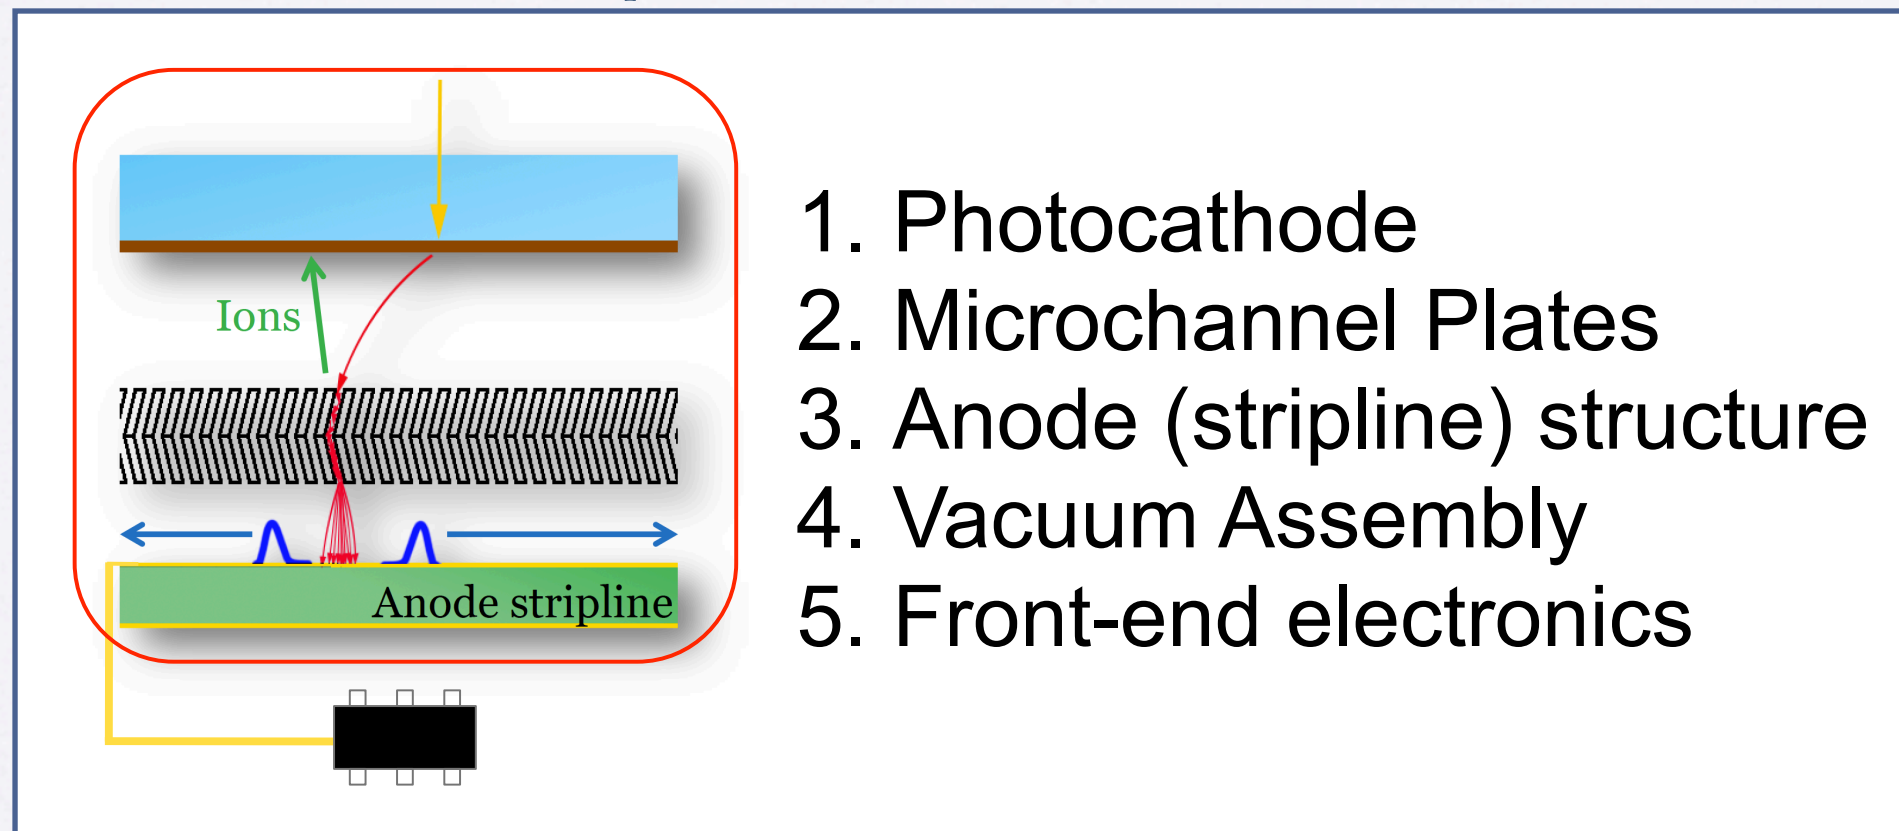 Ions
Anode stripline
1. Photocathode
2. Microchannel Plates
3. Anode (stripline) structure
4. Vacuum Assembly
5. Front-end electronics